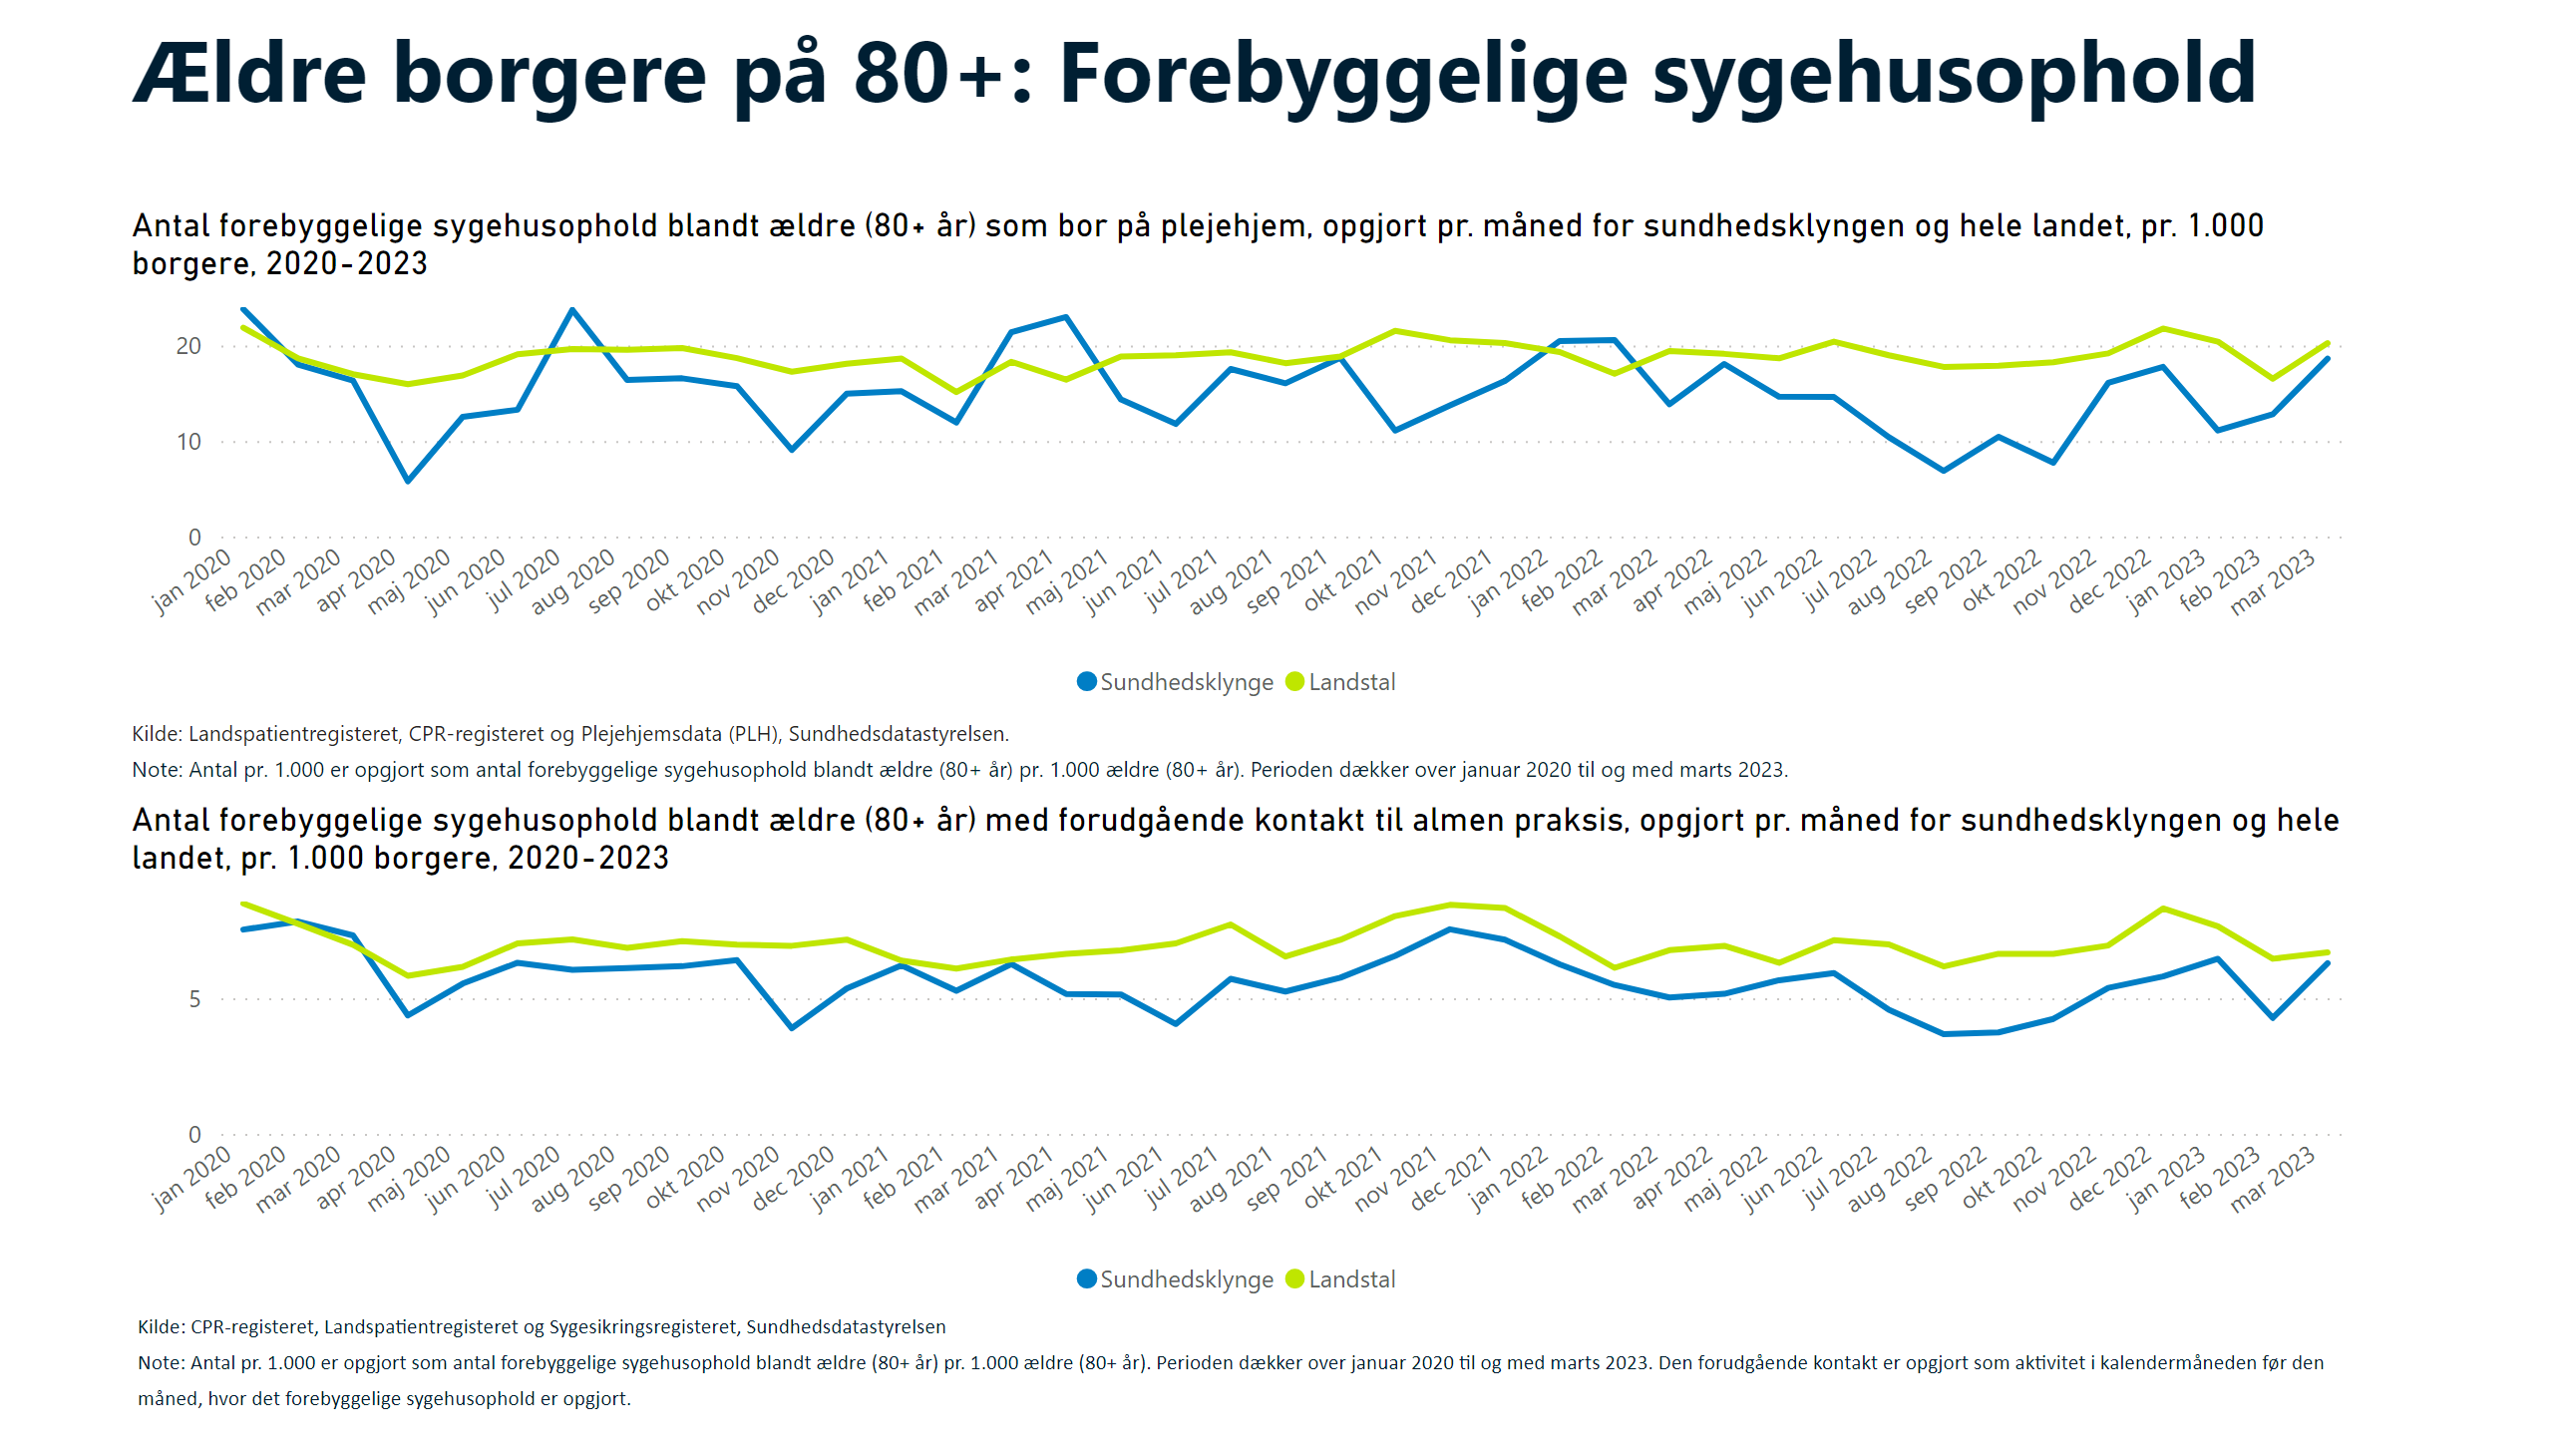 Ældre borgere på 80+: Forebyggelige sygehusophold
Antal forebyggelige sygehusophold blandt ældre (80+ år) som bor på plejehjem, opgjort pr. måned for sundhedsklyngen og hele landet, pr. 1.000
borgere, 2020-2023
20
10
0
jan 2020
feb 2020
mar 2020
apr 2020
maj 2020
jun 2020
jul 2020
aug 2020
sep 2020
okt 2020
nov 2020
dec 2020
jan 2021
feb 2021
mar 2021
apr 2021
maj 2021
jun 2021
jul 2021
aug 2021
sep 2021
okt 2021
nov 2021
dec 2021
jan 2022
feb 2022
mar 2022
apr 2022
maj 2022
jun 2022
jul 2022
aug 2022
sep 2022
okt 2022
nov 2022
dec 2022
jan 2023
feb 2023
mar 2023
Sundhedsklynge Landstal
Kilde: Landspatientregisteret, CPR-registeret og Plejehjemsdata (PLH), Sundhedsdatastyrelsen.
Note: Antal pr. 1.000 er opgjort som antal forebyggelige sygehusophold blandt ældre (80+ år) pr. 1.000 ældre (80+ år). Perioden dækker over januar 2020 til og med marts 2023.
Antal forebyggelige sygehusophold blandt ældre (80+ år) med forudgående kontakt til almen praksis, opgjort pr. måned for sundhedsklyngen og hele
landet, pr. 1.000 borgere, 2020-2023
5
0
jan 2020
feb 2020
mar 2020
apr 2020
maj 2020
jun 2020
jul 2020
aug 2020
sep 2020
okt 2020
nov 2020
dec 2020
jan 2021
feb 2021
mar 2021
apr 2021
maj 2021
jun 2021
jul 2021
aug 2021
sep 2021
okt 2021
nov 2021
dec 2021
jan 2022
feb 2022
mar 2022
apr 2022
maj 2022
jun 2022
jul 2022
aug 2022
sep 2022
okt 2022
nov 2022
dec 2022
jan 2023
feb 2023
mar 2023
Sundhedsklynge Landstal
Kilde: CPR-registeret, Landspatientregisteret og Sygesikringsregisteret, Sundhedsdatastyrelsen
Note: Antal pr. 1.000 er opgjort som antal forebyggelige sygehusophold blandt ældre (80+ år) pr. 1.000 ældre (80+ år). Perioden dækker over januar 2020 til og med marts 2023. Den forudgående kontakt er opgjort som aktivitet i kalendermåneden før den
måned, hvor det forebyggelige sygehusophold er opgjort.